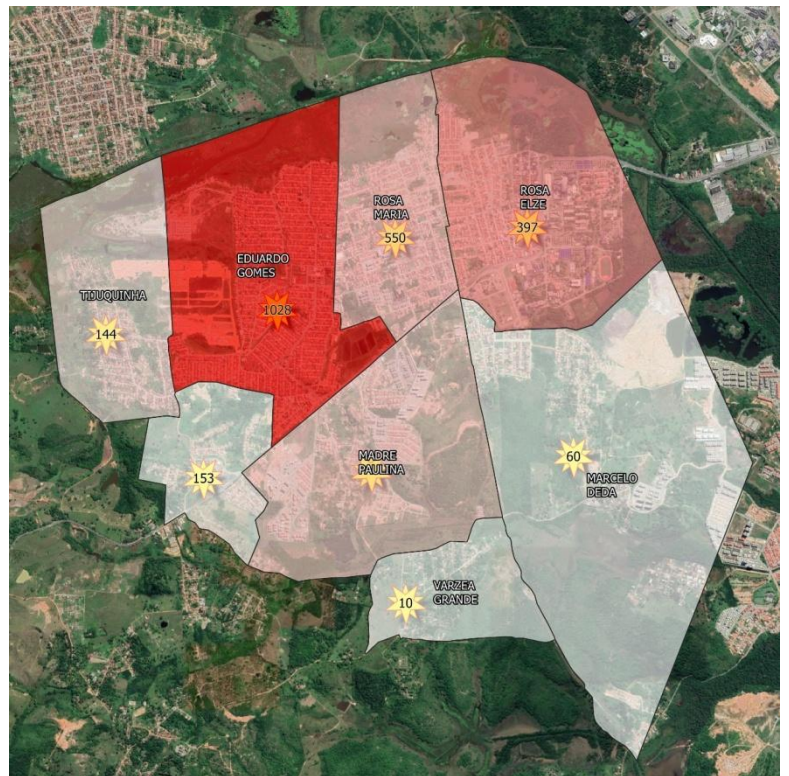 ROSA
ELZE
397
ROSA
MARIA
550
EDUARDO
GOMES
1028
TIJUQUINHA
144
MADRE
PAULINA
153
60
MARCELO
DEDA
VARZEA
GRANDE
10